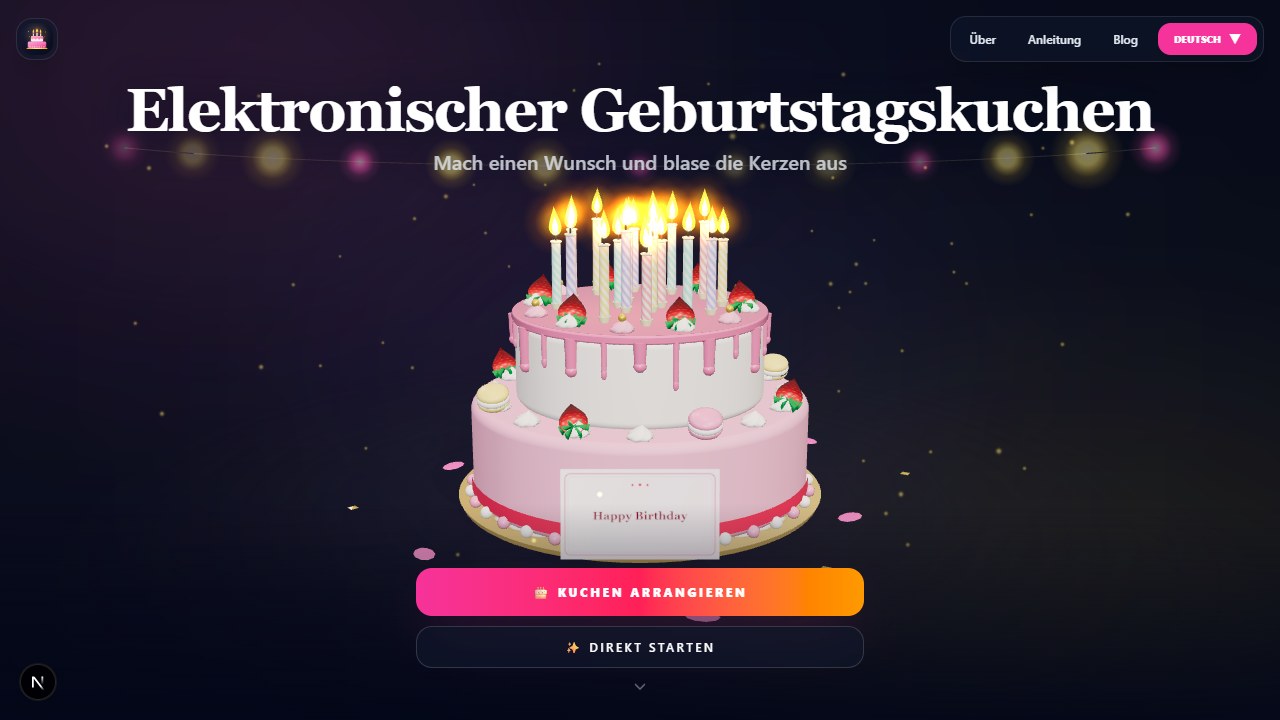 Über Anleitung Blog DEUTSCH ▼
Elektronischer Geburtstagskuchen
Mach einen Wunsch und blase die Kerzen aus
Happy Birthday
KUCHEN ARRANGIEREN
DIREKT STARTEN
N